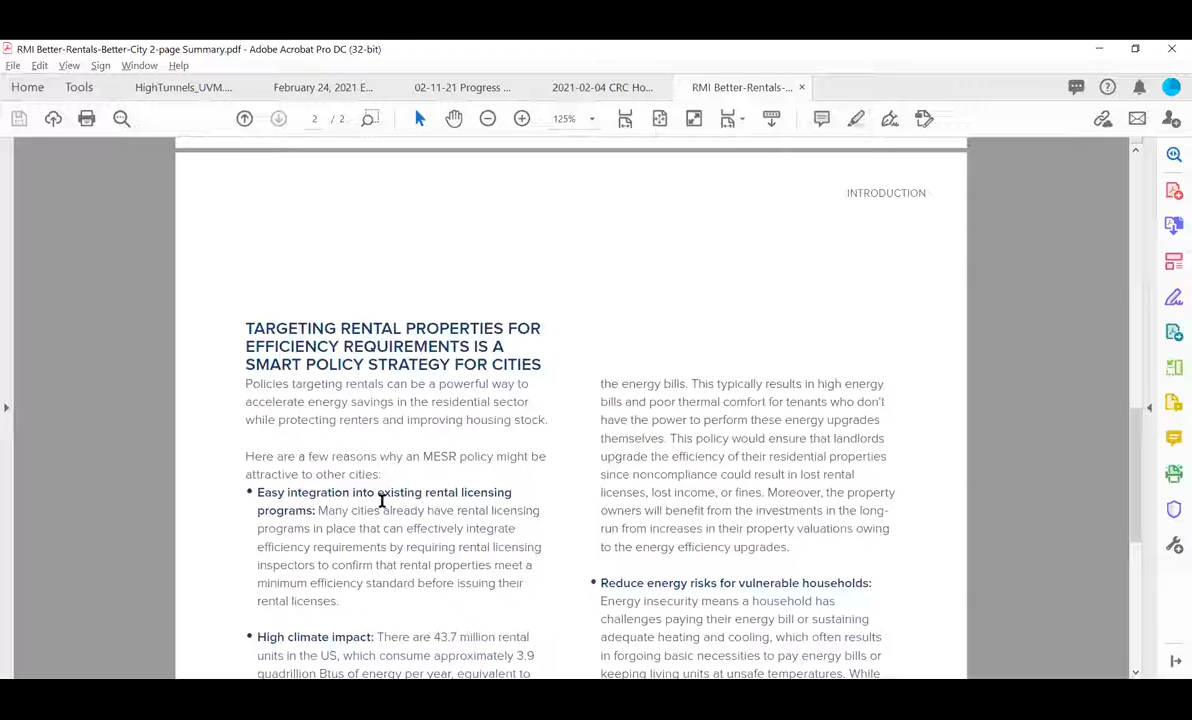 RMI Better-Rentals-Better-City 2-page Summary.pdf - Adobe Acrobat Pro DC (32-bit)
File Edit View Sign Window Help
Home Tools HighTunnels_UVM.... February 24, 2021 E... 02-11-21 Progress ... 2021-02-04 CRC Ho... RMI Better-Rentals-... ×
2 / 2 125%
INTRODUCTION
TARGETING RENTAL PROPERTIES FOR
EFFICIENCY REQUIREMENTS IS A
SMART POLICY STRATEGY FOR CITIES
Policies targeting rentals can be a powerful way to
accelerate energy savings in the residential sector
while protecting renters and improving housing stock.
Here are a few reasons why an MESR policy might be
attractive to other cities:
• Easy integration into existing rental licensing
programs: Many cities already have rental licensing
programs in place that can effectively integrate
efficiency requirements by requiring rental licensing
inspectors to confirm that rental properties meet a
minimum efficiency standard before issuing their
rental licenses.
• High climate impact: There are 43.7 million rental
units in the US, which consume approximately 3.9
quadrillion Btus of energy per year, equivalent to
the energy bills. This typically results in high energy
bills and poor thermal comfort for tenants who don't
have the power to perform these energy upgrades
themselves. This policy would ensure that landlords
upgrade the efficiency of their residential properties
since noncompliance could result in lost rental
licenses, lost income, or fines. Moreover, the property
owners will benefit from the investments in the long-
run from increases in their property valuations owing
to the energy efficiency upgrades.
• Reduce energy risks for vulnerable households:
Energy insecurity means a household has
challenges paying their energy bill or sustaining
adequate heating and cooling, which often results
in forgoing basic necessities to pay energy bills or
keeping living units at unsafe temperatures. While